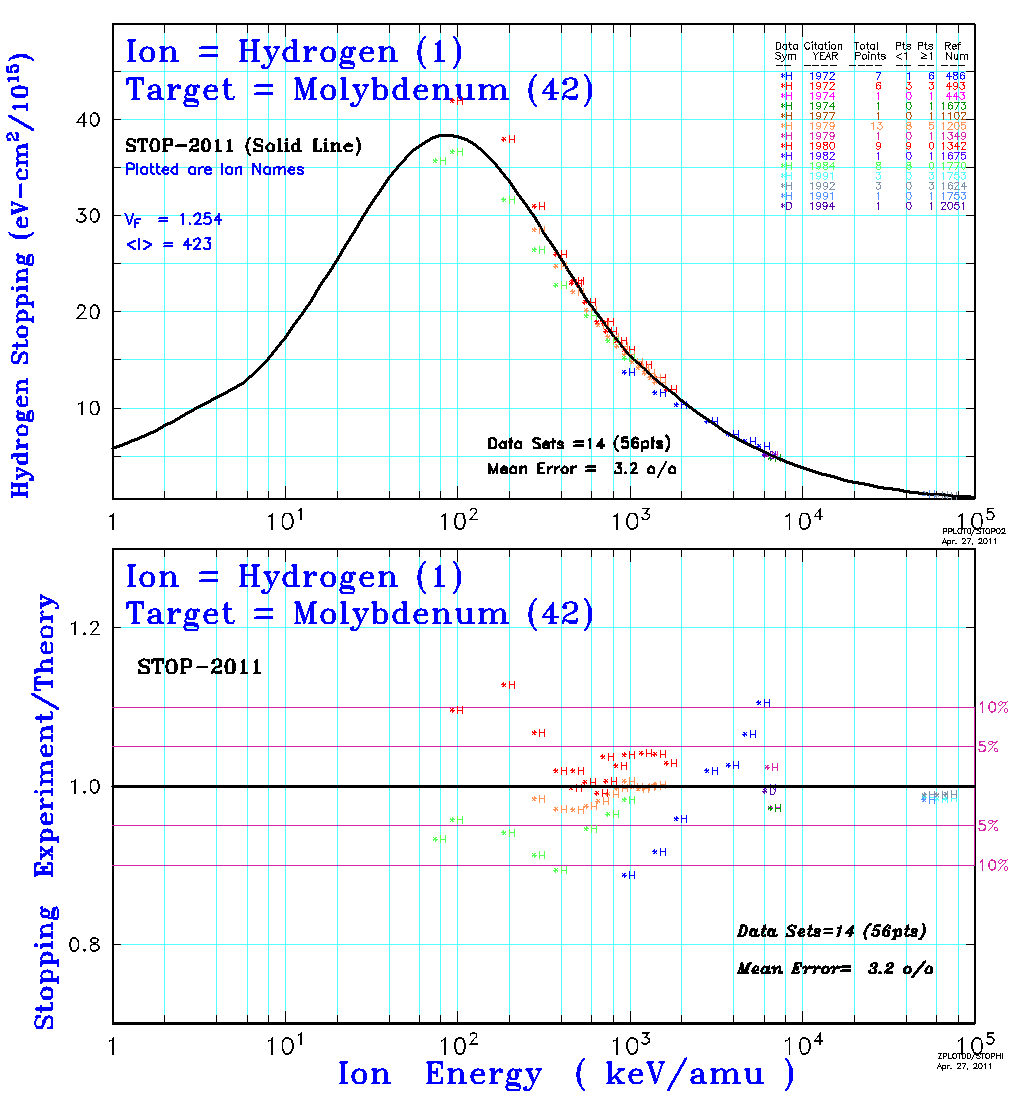 Ion = Hydrogen (1)
Target = Molybdenum (42)
STOP-2011 (Solid Line)
Plotted are Ion Names
VF = 1.254
<I> = 423
Data Citation Total Pts Pts Ref
Sym YEAR Points <1 ≥1 Num
*H 1972 7 1 6 486
*H 1972 6 3 3 493
*H 1974 1 0 1 443
*H 1974 1 0 1 1673
*H 1977 1 0 1 1102
*H 1979 13 8 5 1205
*H 1979 1 0 1 1349
*H 1980 9 9 0 1342
*H 1982 1 0 1 1675
*H 1984 8 8 0 1770
*H 1991 3 0 3 1753
*H 1992 3 0 3 1624
*H 1991 1 0 1 1753
*D 1994 1 0 1 2051
Hydrogen Stopping (eV-cm²/10¹⁵)
40
30
20
10
Data Sets =14 (56pts)
Mean Error = 3.2 o/o
1 10¹ 10² 10³ 10⁴ 10⁵
PPLOT0/STOP02
Apr. 27, 2011
Ion = Hydrogen (1)
Target = Molybdenum (42)
STOP-2011
Stopping Experiment/Theory
1.2
1.0
0.8
10%
5%
5%
10%
Data Sets=14 (56pts)
Mean Error= 3.2 o/o
1 10¹ 10² 10³ 10⁴ 10⁵
Ion Energy ( keV/amu )
Apr. 27, 2011